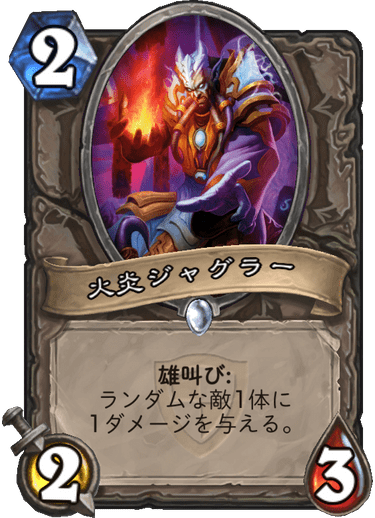 2
火炎ジャグラー
雄叫び:
ランダムな敵1体に
1ダメージを与える。
2
3